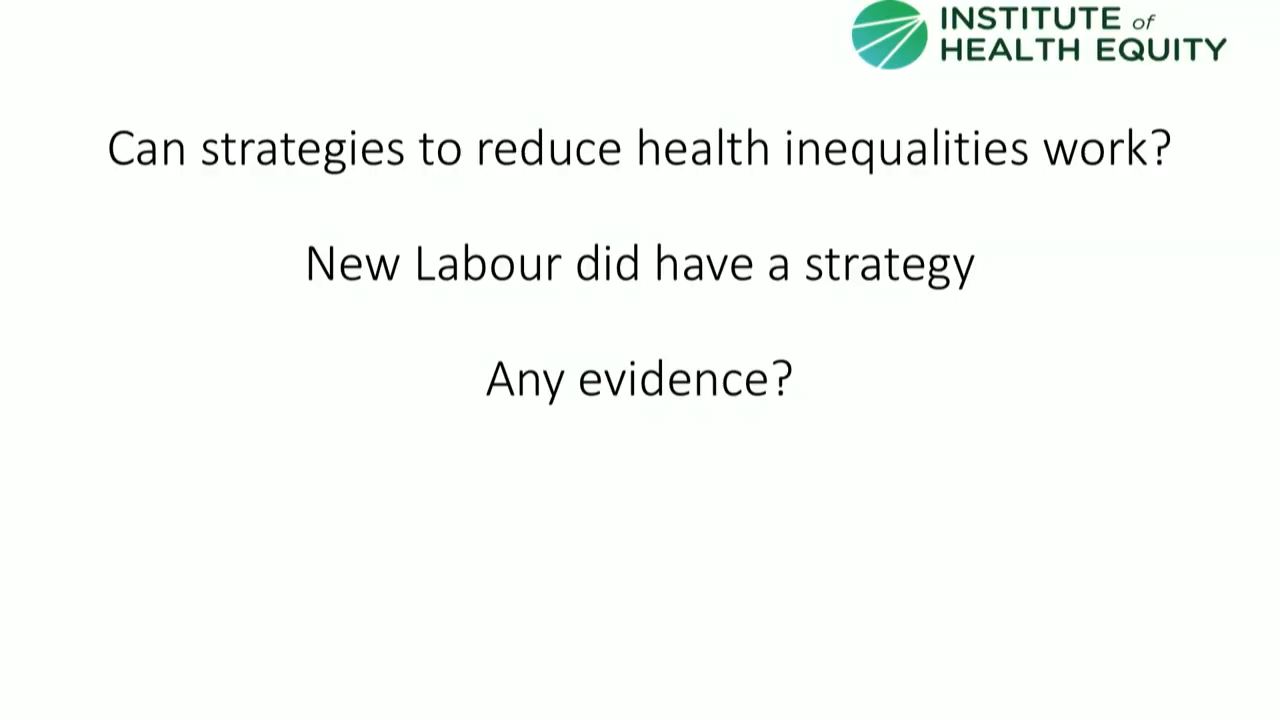 INSTITUTE of
HEALTH EQUITY
Can strategies to reduce health inequalities work?
New Labour did have a strategy
Any evidence?